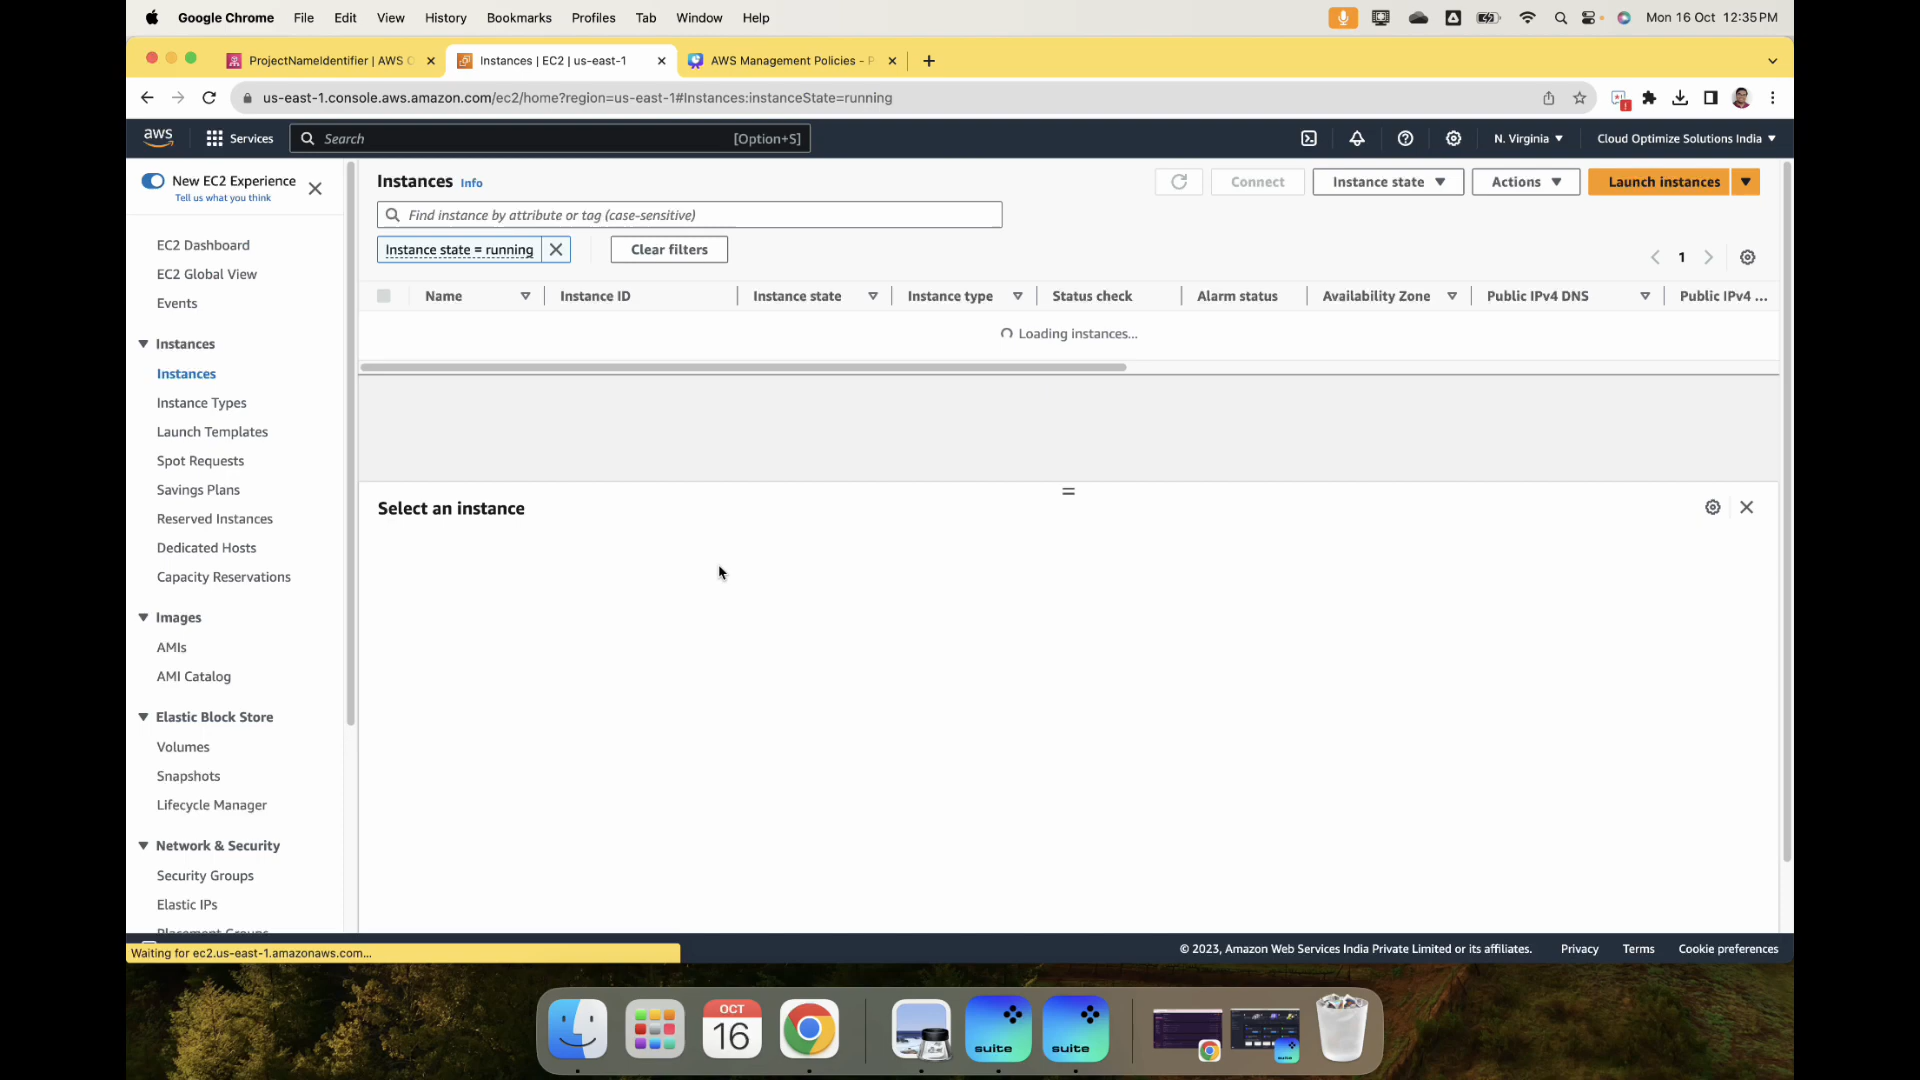 Google Chrome File Edit View History Bookmarks Profiles Tab Window Help Mon 16 Oct 12:35 PM
ProjectNameIdentifier | AWS Instances | EC2 | us-east-1 AWS Management Policies -
us-east-1.console.aws.amazon.com/ec2/home?region=us-east-1#Instances:instanceState=running
aws Services Search [Option+S] N. Virginia Cloud Optimize Solutions India
New EC2 Experience
Tell us what you think
EC2 Dashboard
EC2 Global View
Events
Instances
Instances
Instance Types
Launch Templates
Spot Requests
Savings Plans
Reserved Instances
Dedicated Hosts
Capacity Reservations
Images
AMIs
AMI Catalog
Elastic Block Store
Volumes
Snapshots
Lifecycle Manager
Network & Security
Security Groups
Elastic IPs
Placement Groups
Instances Info Connect Instance state Actions Launch instances
Find instance by attribute or tag (case-sensitive)
Instance state = running Clear filters
1
Name Instance ID Instance state Instance type Status check Alarm status Availability Zone Public IPv4 DNS Public IPv4 ...
Loading instances...
Select an instance
Waiting for ec2.us-east-1.amazonaws.com...
© 2023, Amazon Web Services India Private Limited or its affiliates. Privacy Terms Cookie preferences
OCT
16
suite
suite